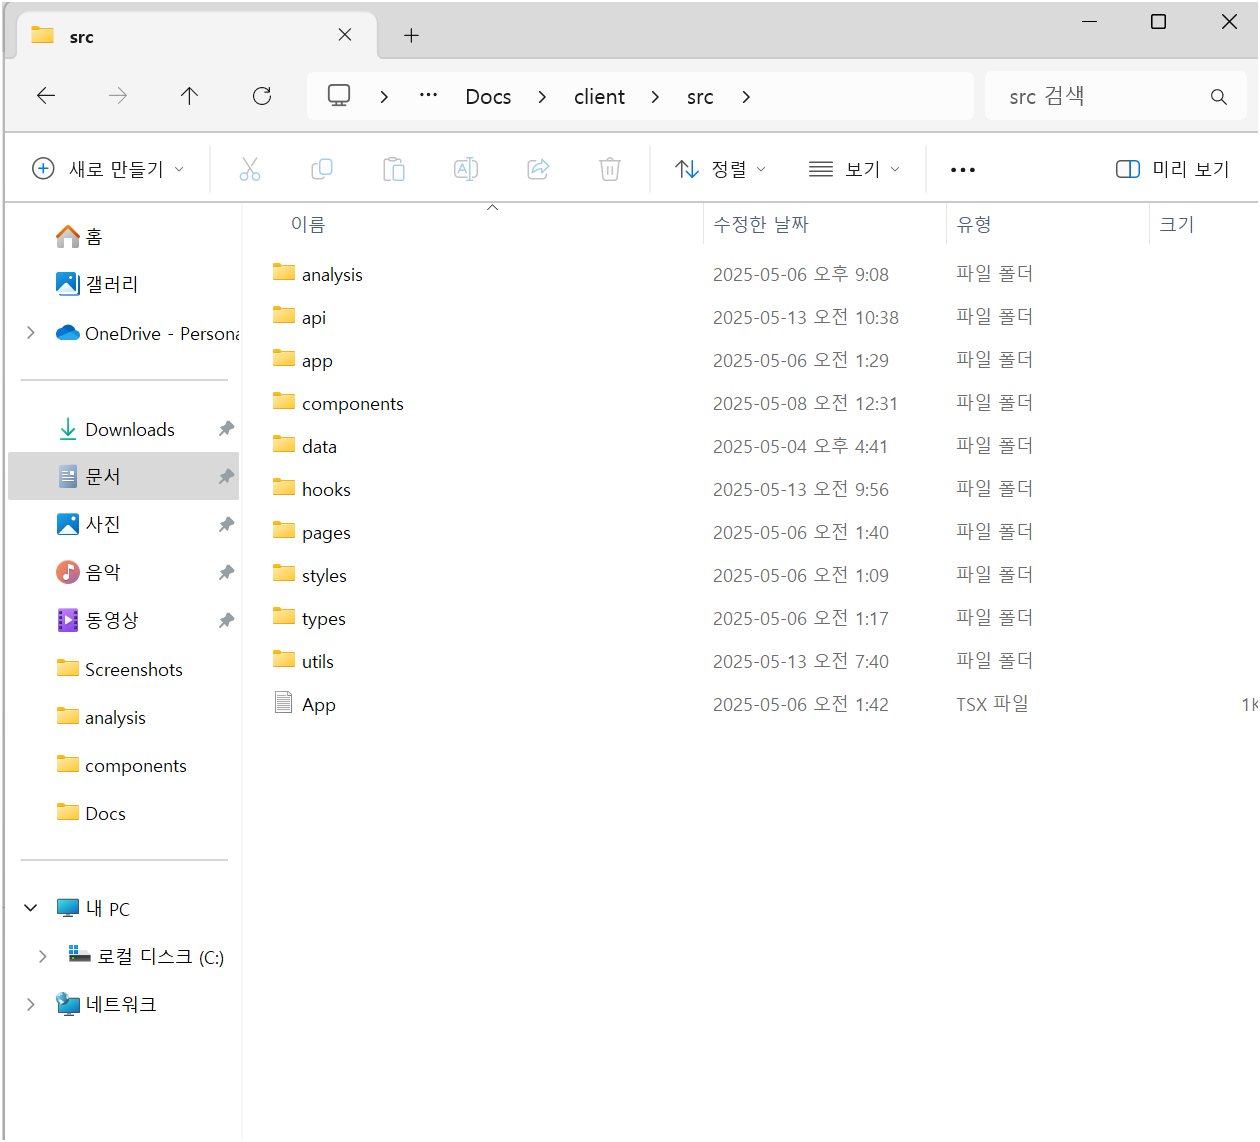 src
Docs
client
src
src 검색
새로 만들기
정렬
보기
미리 보기
이름
수정한 날짜
유형
크기
홈
갤러리
OneDrive - Persona
Downloads
문서
사진
음악
동영상
Screenshots
analysis
components
Docs
내 PC
로컬 디스크 (C:)
네트워크
analysis 2025-05-06 오후 9:08 파일 폴더
api 2025-05-13 오전 10:38 파일 폴더
app 2025-05-06 오전 1:29 파일 폴더
components 2025-05-08 오전 12:31 파일 폴더
data 2025-05-04 오후 4:41 파일 폴더
hooks 2025-05-13 오전 9:56 파일 폴더
pages 2025-05-06 오전 1:40 파일 폴더
styles 2025-05-06 오전 1:09 파일 폴더
types 2025-05-06 오전 1:17 파일 폴더
utils 2025-05-13 오전 7:40 파일 폴더
App 2025-05-06 오전 1:42 TSX 파일 1K